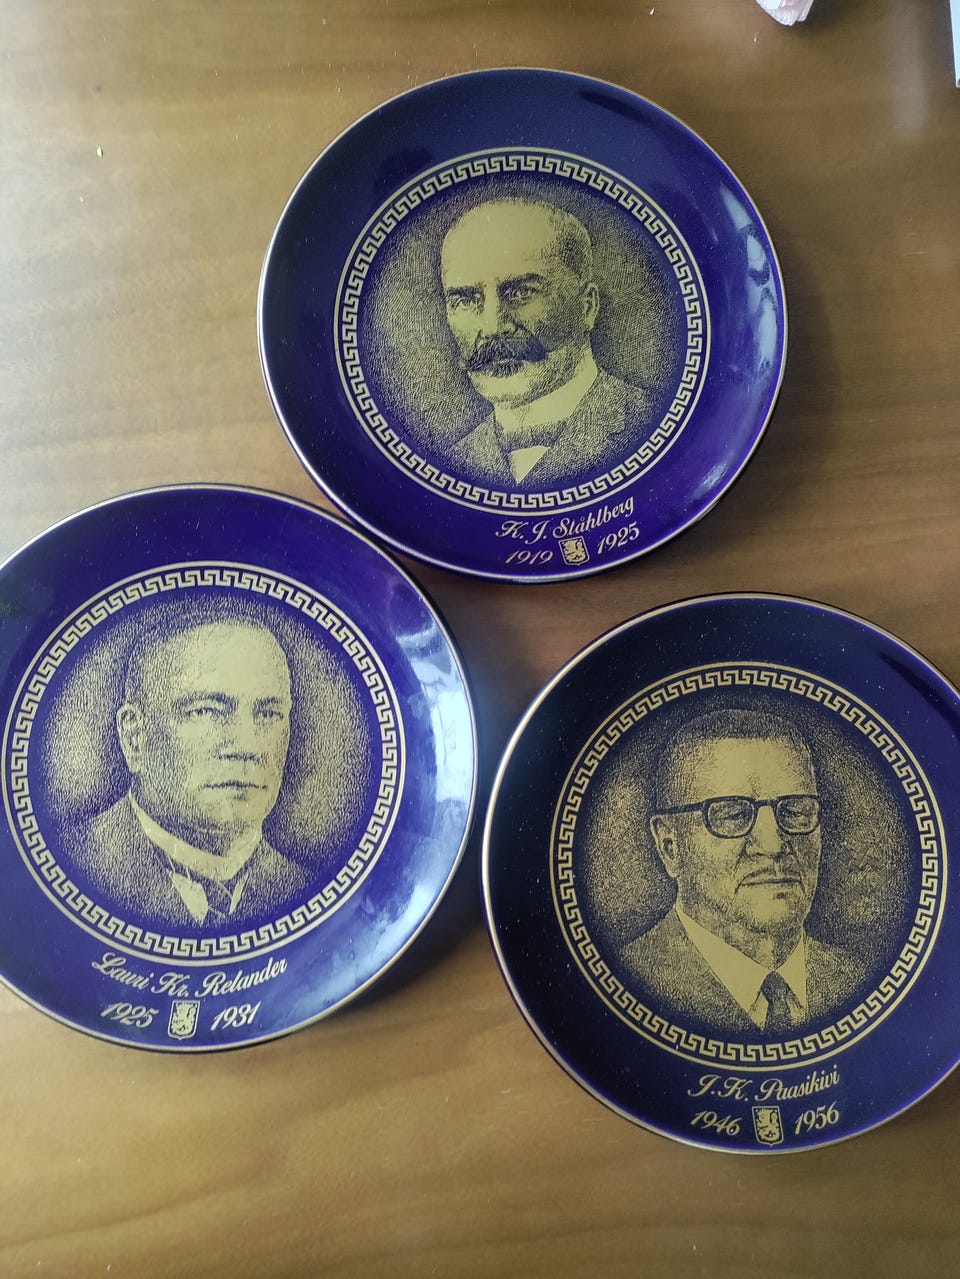 K. J. Ståhlberg
1919 1925
Lauri Kr. Relander
1925 1931
J. K. Paasikivi
1946 1956